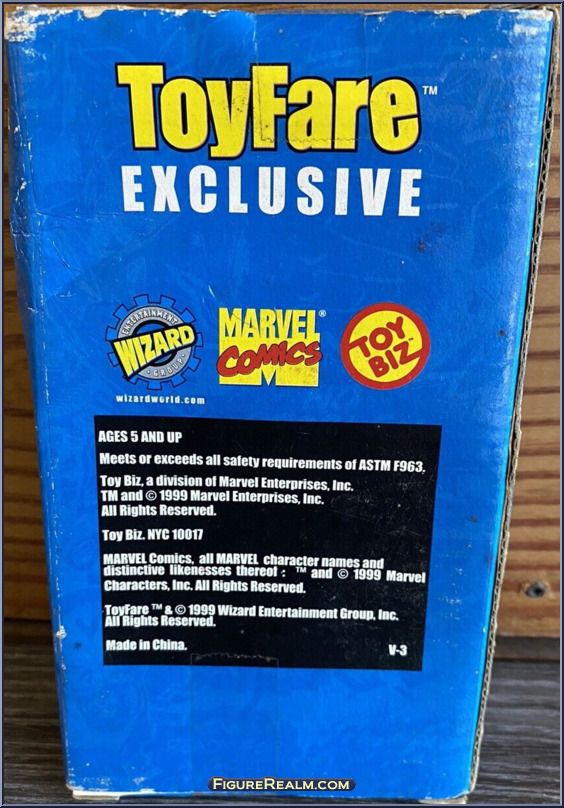 ToyFare™
EXCLUSIVE
ENTERTAINMENT
WIZARD
GROUP
wizardworld.com
MARVEL®
COMICS
TOY
BIZ™
AGES 5 AND UP
Meets or exceeds all safety requirements of ASTM F963.
Toy Biz, a division of Marvel Enterprises, Inc.
TM and © 1999 Marvel Enterprises, Inc.
All Rights Reserved.
Toy Biz. NYC 10017
MARVEL Comics, all MARVEL character names and
distinctive likenesses thereof : ™ and © 1999 Marvel
Characters, Inc. All Rights Reserved.
ToyFare ™ & © 1999 Wizard Entertainment Group, Inc.
All Rights Reserved.
Made in China.
V-3
FIGUREREALM.COM